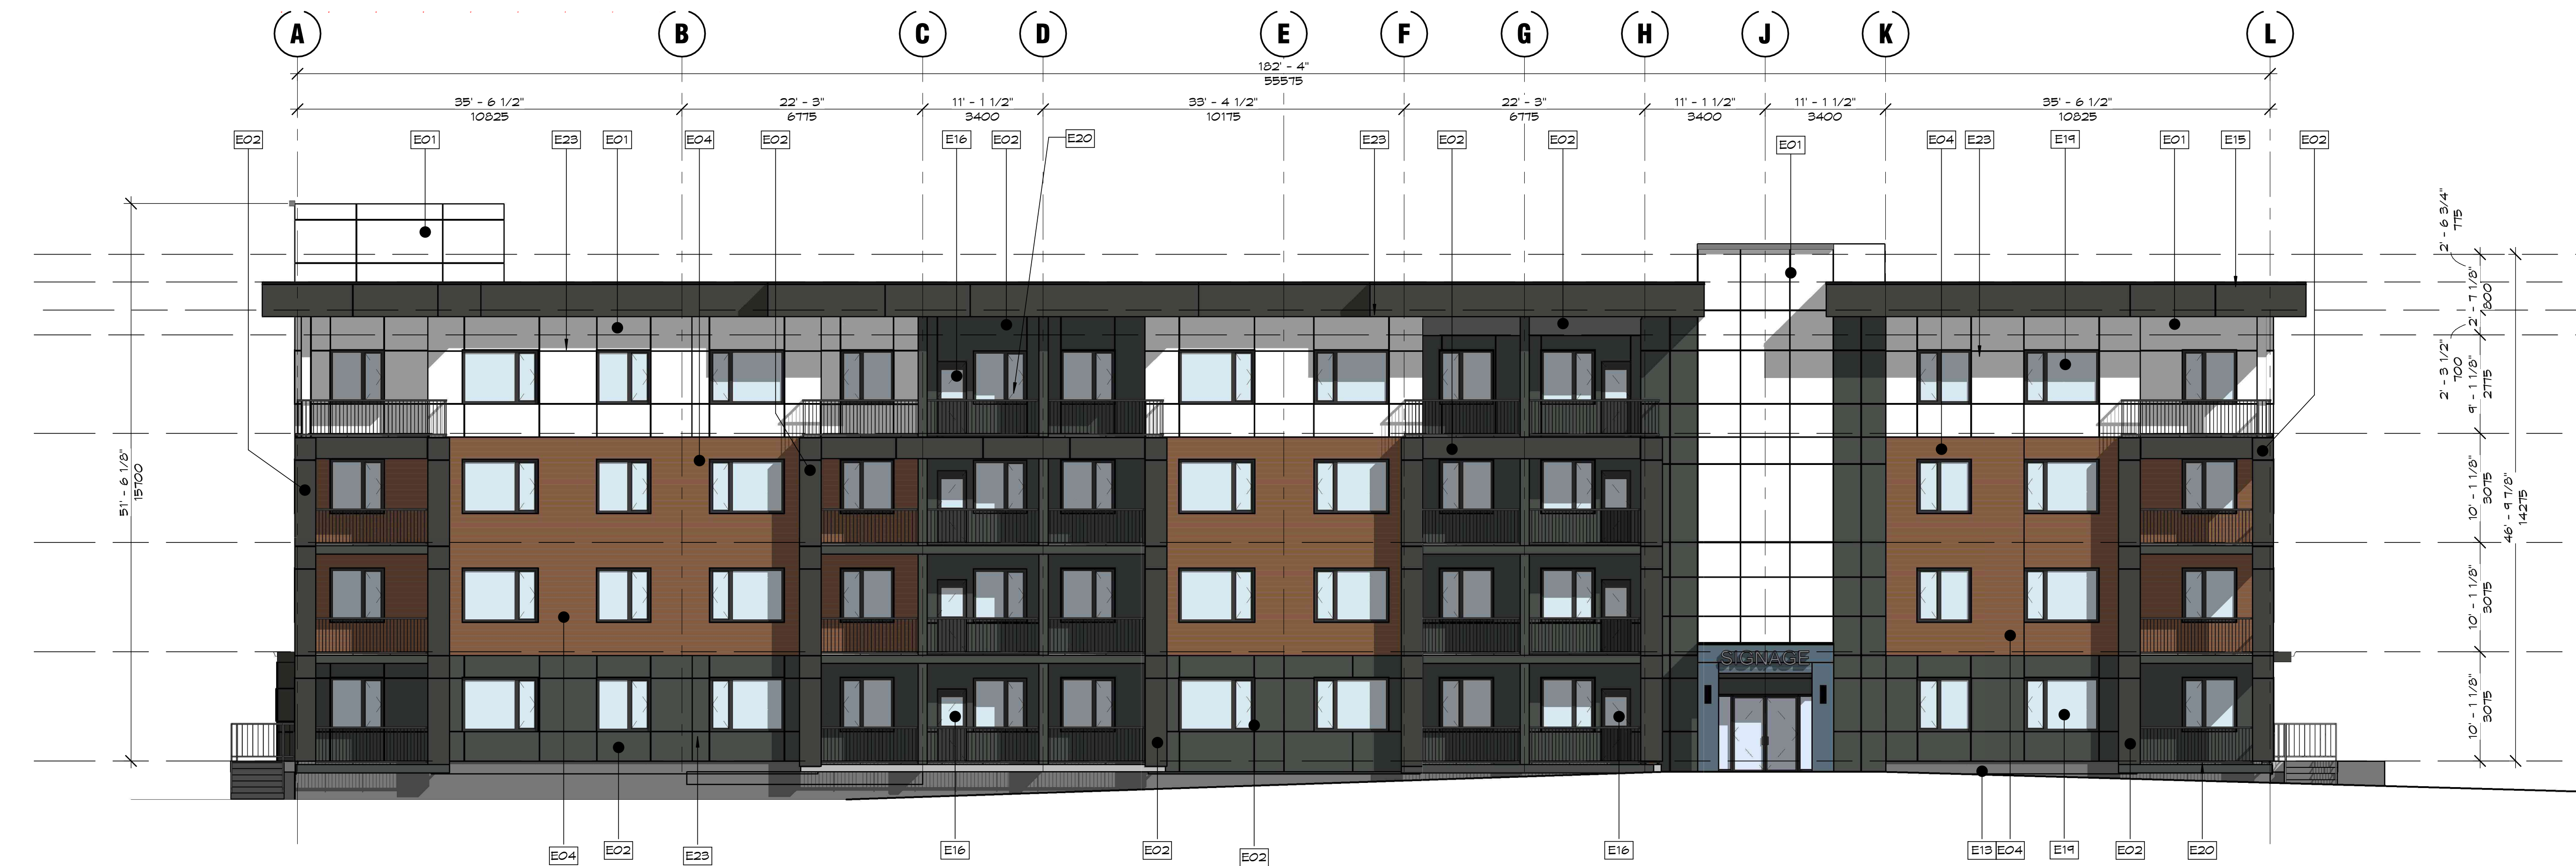 A B C D E F G H J K L
182' - 4"
55575
35' - 6 1/2" 22' - 3" 11' - 1 1/2" 33' - 4 1/2" 22' - 3" 11' - 1 1/2" 11' - 1 1/2" 35' - 6 1/2"
10825 6775 3400 10175 6775 3400 3400 10825
E02 E01 E23 E01 E04 E02 E16 E02 E20 E23 E02 E02 E01 E04 E23 E19 E01 E15 E02
51' - 6 1/8"
15700
2' - 6 3/4"
775
2' - 7 1/8"
800
2' - 3 1/2"
700
9' - 1 1/8"
2775
10' - 1 1/8"
3075
10' - 1 1/8"
3075
10' - 1 1/8"
3075
46' - 9 7/8"
14275
SIGNAGE
E04 E02 E23 E16 E02 E02 E16 E13 E04 E19 E02 E20